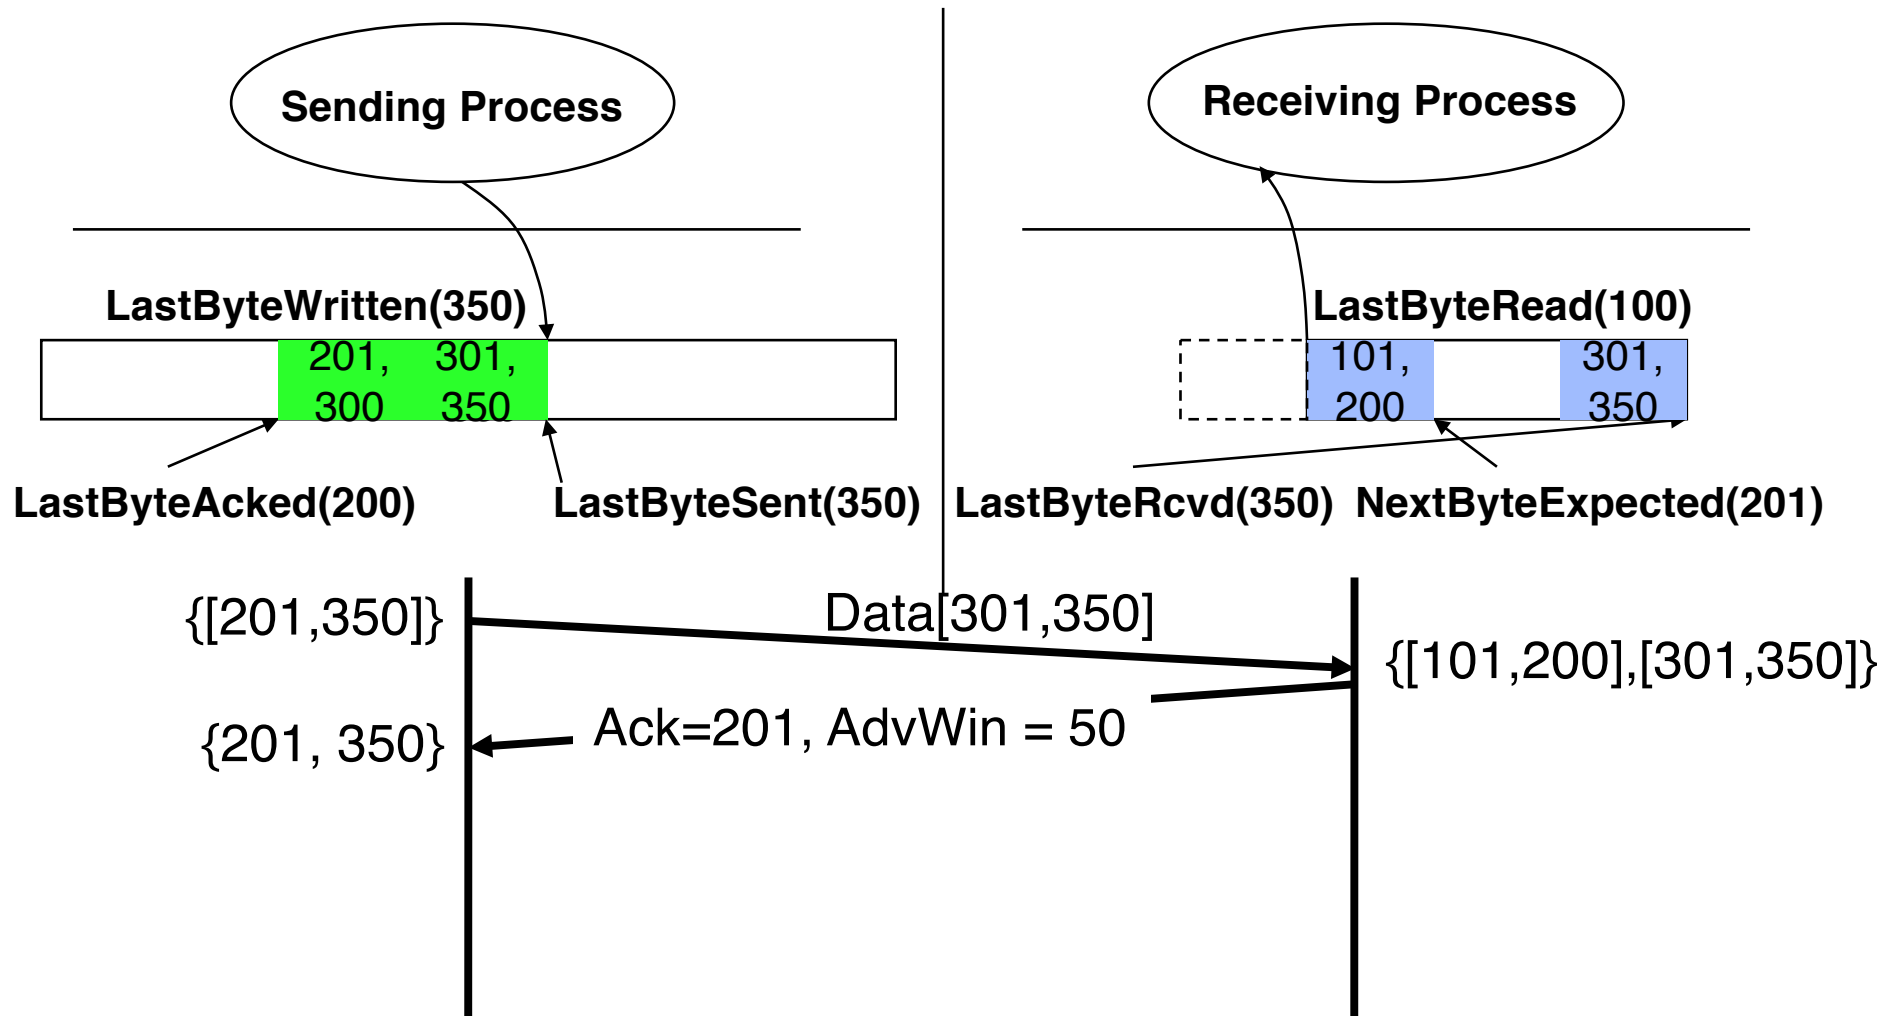 Sending Process
Receiving Process
LastByteWritten(350)
LastByteRead(100)
201, 301,
300 350
101, 301,
200 350
LastByteAcked(200)
LastByteSent(350)
LastByteRcvd(350)
NextByteExpected(201)
{[201,350]}
Data[301,350]
{[101,200],[301,350]}
Ack=201, AdvWin = 50
{201, 350}